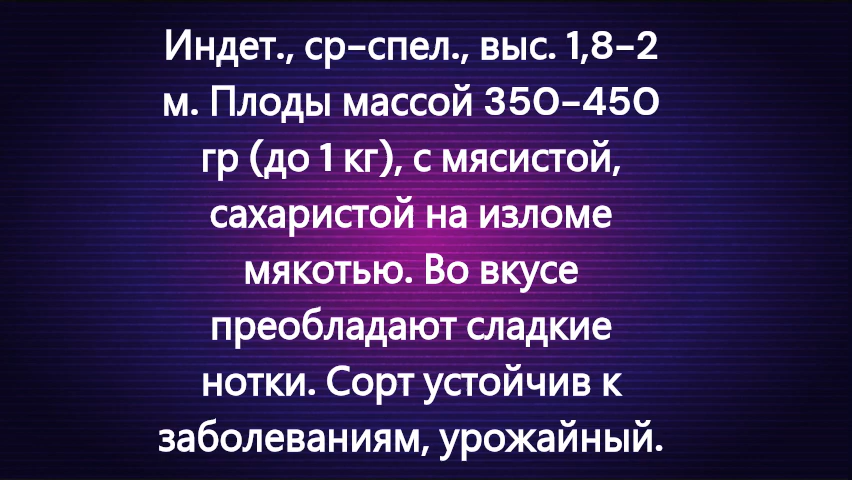 Индет., ср-спел., выс. 1,8-2
м. Плоды массой 350-450
гр (до 1 кг), с мясистой,
сахаристой на изломе
мякотью. Во вкусе
преобладают сладкие
нотки. Сорт устойчив к
заболеваниям, урожайный.